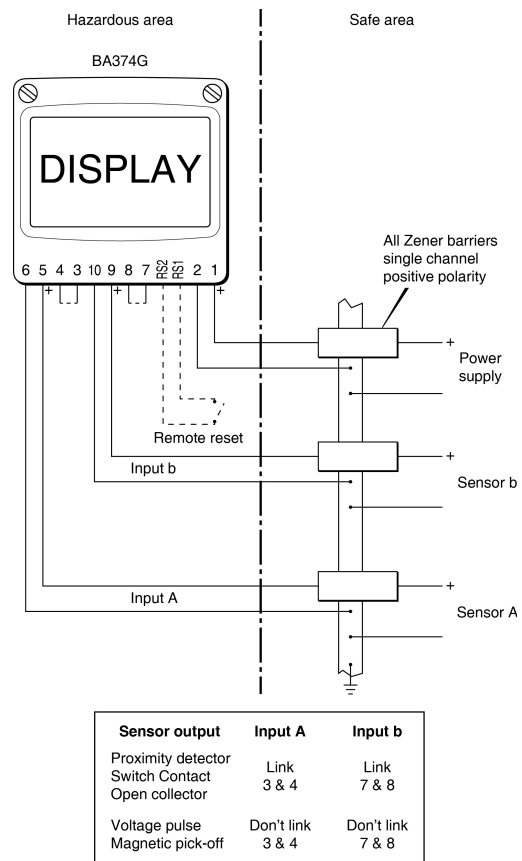 Hazardous area
Safe area
BA374G
DISPLAY
6 5 4 3 10 9 8 7 RS2 RS1 2 1
+ + +
All Zener barriers
single channel
positive polarity
+
Power
supply
Remote reset
+
Input b
Sensor b
+
Input A
Sensor A
Sensor output Input A Input b
Proximity detector
Switch Contact
Open collector
Link
3 & 4
Link
7 & 8
Voltage pulse
Magnetic pick-off
Don't link
3 & 4
Don't link
7 & 8